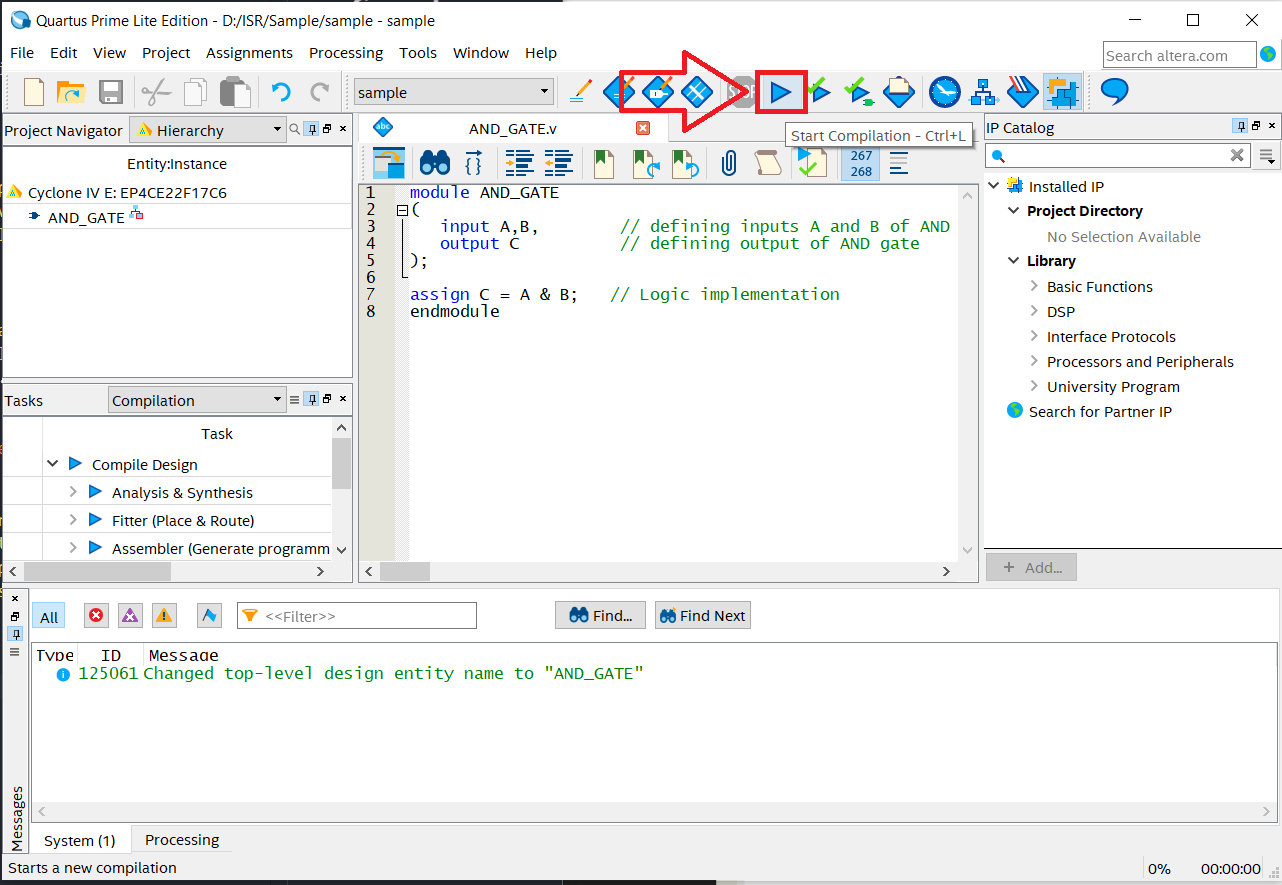 Quartus Prime Lite Edition - D:/ISR/Sample/sample - sample
File Edit View Project Assignments Processing Tools Window Help
Search altera.com
sample
Project Navigator Hierarchy
Entity:Instance
Cyclone IV E: EP4CE22F17C6
AND_GATE
Tasks Compilation
Task
Compile Design
Analysis & Synthesis
Fitter (Place & Route)
Assembler (Generate programm
abc
AND_GATE.v
Start Compilation - Ctrl+L
267
268
1 module AND_GATE
2 (
3 input A,B, // defining inputs A and B of AND
4 output C // defining output of AND gate
5 );
6
7 assign C = A & B; // Logic implementation
8 endmodule
IP Catalog
Installed IP
Project Directory
No Selection Available
Library
Basic Functions
DSP
Interface Protocols
Processors and Peripherals
University Program
Search for Partner IP
+ Add...
All
<<Filter>>
Find...
Find Next
Type ID Message
125061 Changed top-level design entity name to "AND_GATE"
Messages
System (1) Processing
Starts a new compilation
0% 00:00:00